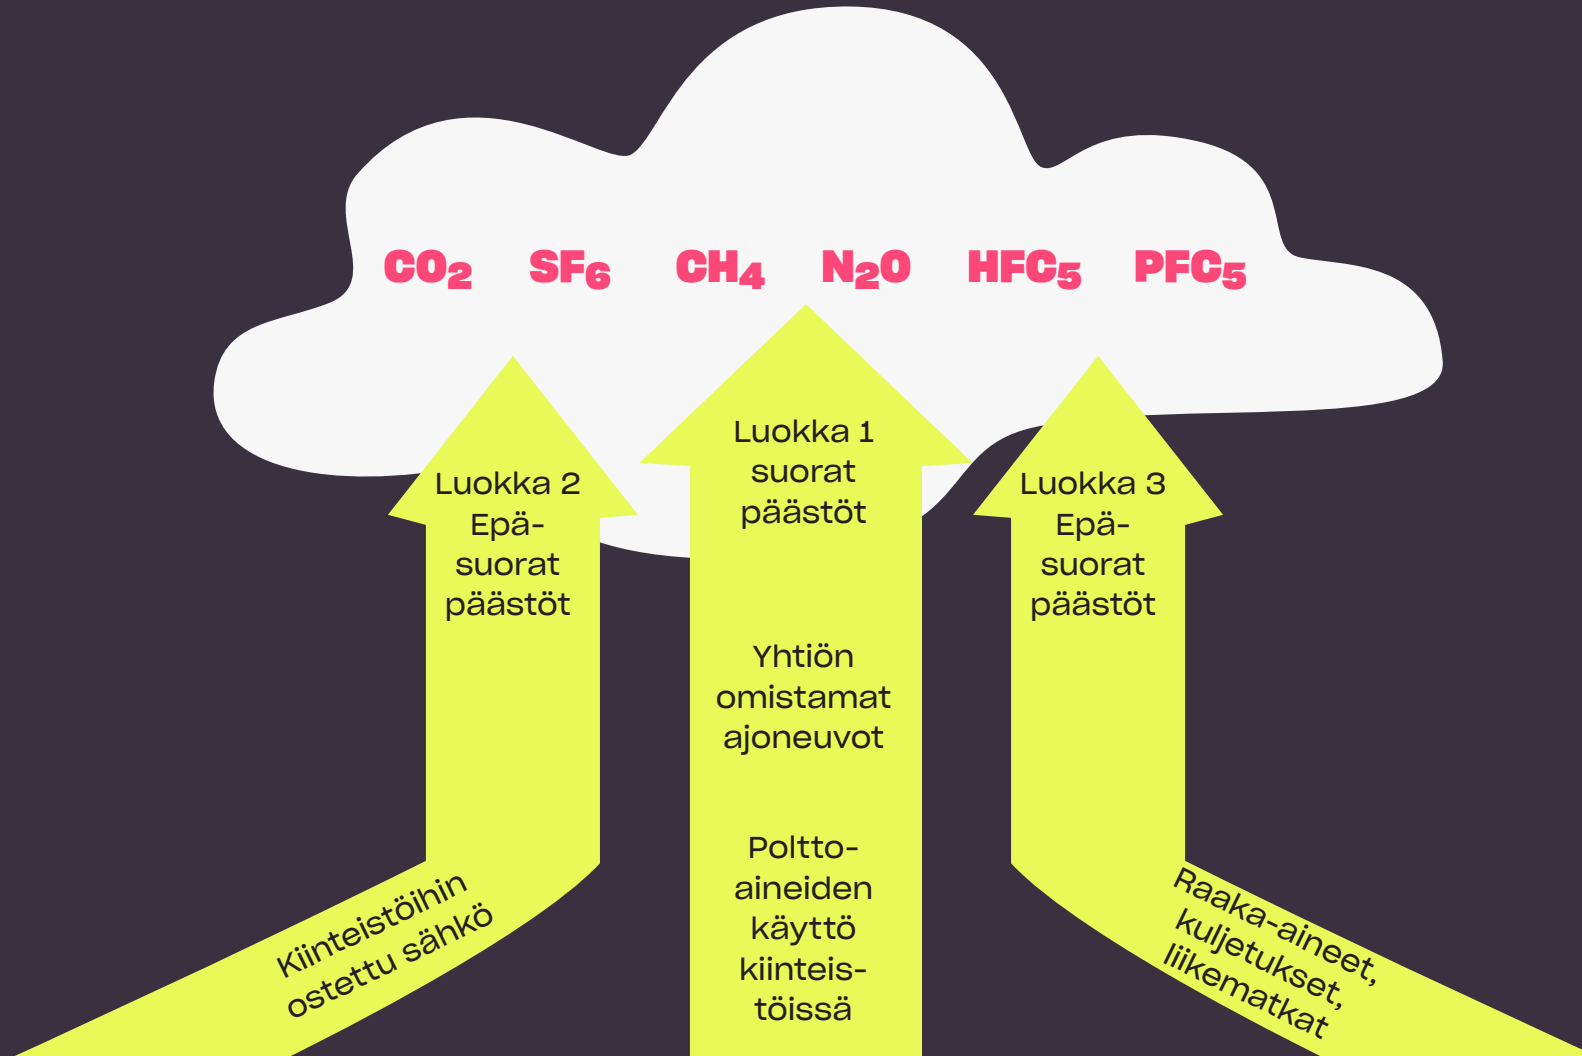 CO₂ SF₆ CH₄ N₂O HFC₅ PFC₅
Luokka 2
Epä-
suorat
päästöt
Kiinteistöihin
ostettu sähkö
Luokka 1
suorat
päästöt
Yhtiön
omistamat
ajoneuvot
Poltto-
aineiden
käyttö
kiinteis-
töissä
Luokka 3
Epä-
suorat
päästöt
Raaka-aineet,
kuljetukset,
liikematkat